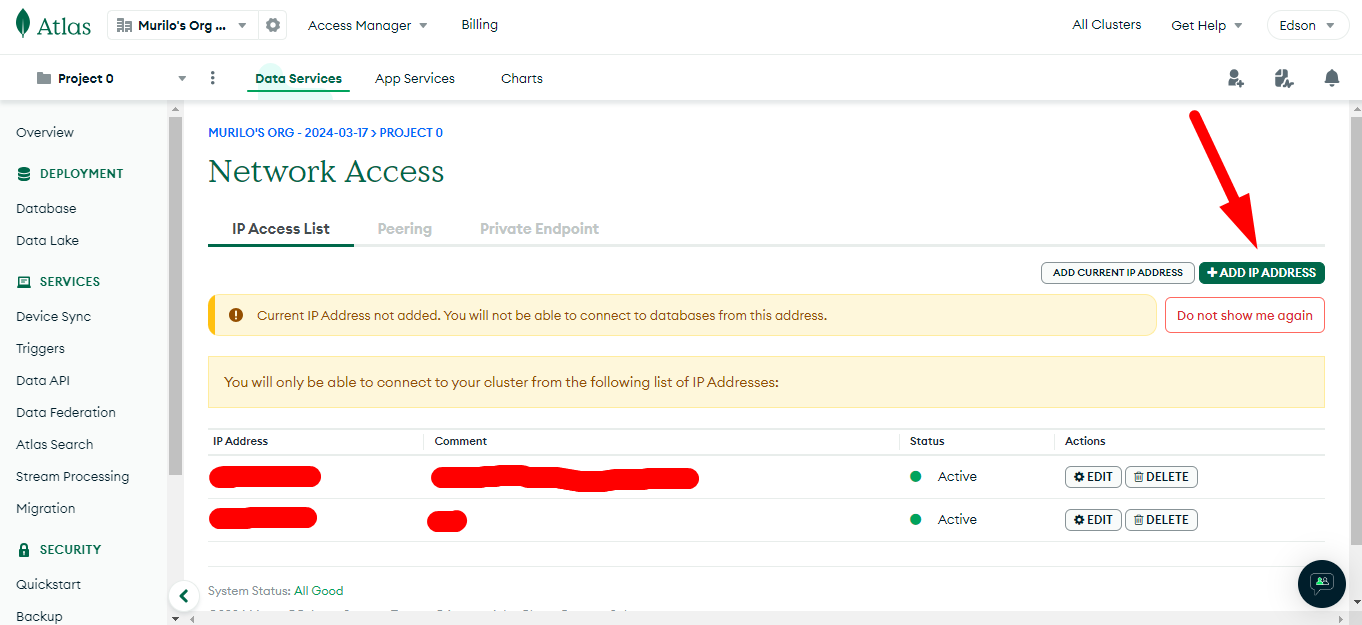 Atlas
Murilo's Org ...
Access Manager
Billing
All Clusters
Get Help
Edson
Project 0
Data Services
App Services
Charts
Overview
DEPLOYMENT
Database
Data Lake
SERVICES
Device Sync
Triggers
Data API
Data Federation
Atlas Search
Stream Processing
Migration
SECURITY
Quickstart
Backup
MURILO'S ORG - 2024-03-17 > PROJECT 0
Network Access
IP Access List
Peering
Private Endpoint
ADD CURRENT IP ADDRESS
+ ADD IP ADDRESS
Current IP Address not added. You will not be able to connect to databases from this address.
Do not show me again
You will only be able to connect to your cluster from the following list of IP Addresses:
IP Address Comment Status Actions
Active EDIT DELETE
Active EDIT DELETE
System Status: All Good